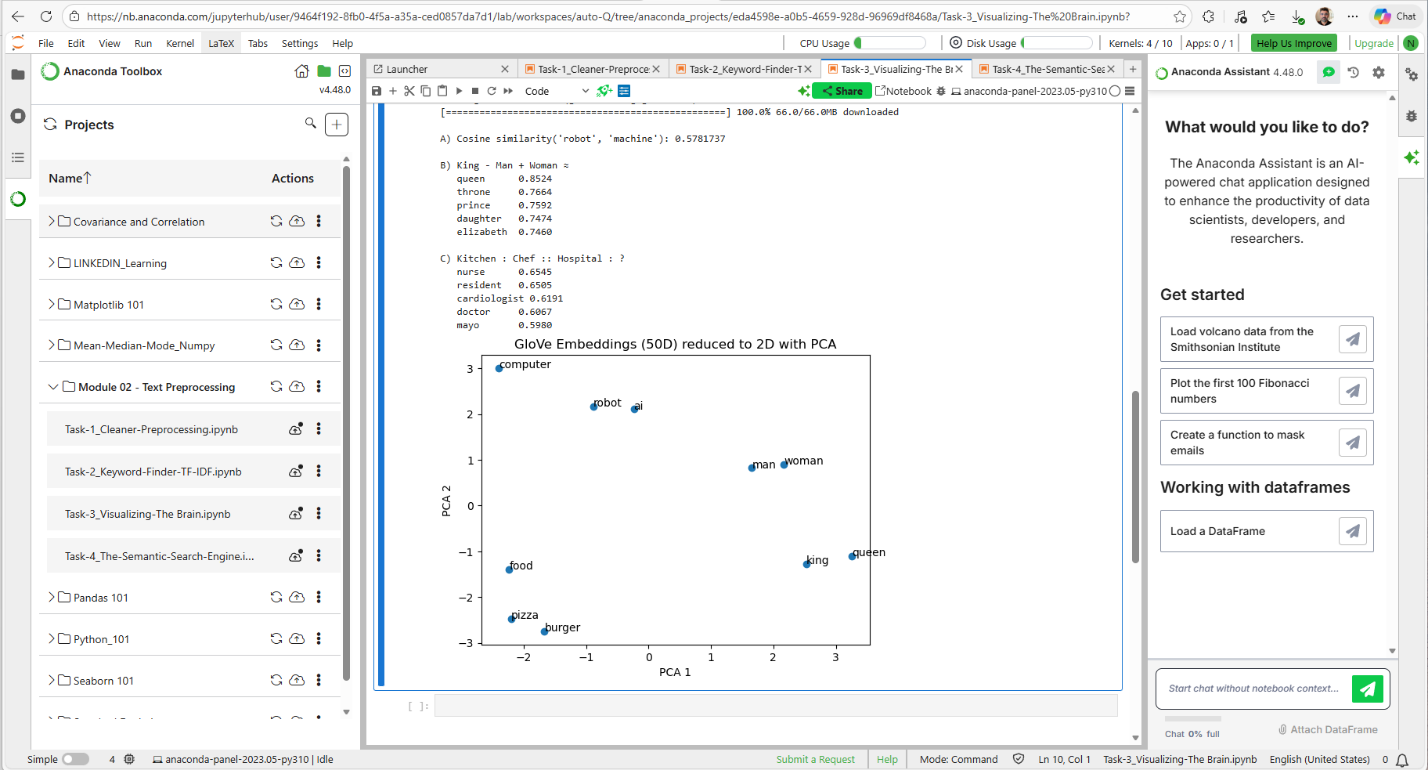 https://nb.anaconda.com/jupyterhub/user/9464f192-8fb0-4f5a-a35a-ced0857da7d1/lab/workspaces/auto-Q/tree/anaconda_projects/eda4598e-a0b5-4659-928d-96969df8468a/Task-3_Visualizing-The%20Brain.ipynb?
Chat
File Edit View Run Kernel LaTeX Tabs Settings Help
CPU Usage
Disk Usage
Kernels: 4 / 10
Apps: 0 / 1
Help Us Improve
Upgrade
N
Anaconda Toolbox
v4.48.0
Projects
Name↑ Actions
Covariance and Correlation
LINKEDIN_Learning
Matplotlib 101
Mean-Median-Mode_Numpy
Module 02 - Text Preprocessing
Task-1_Cleaner-Preprocessing.ipynb
Task-2_Keyword-Finder-TF-IDF.ipynb
Task-3_Visualizing-The Brain.ipynb
Task-4_The-Semantic-Search-Engine.i...
Pandas 101
Python_101
Seaborn 101
Launcher
Task-1_Cleaner-Preproce
Task-2_Keyword-Finder-T
Task-3_Visualizing-The Br
Task-4_The-Semantic-Sea
Code
Share
Notebook
anaconda-panel-2023.05-py310
[==================================================] 100.0% 66.0/66.0MB downloaded
A) Cosine similarity('robot', 'machine'): 0.5781737
B) King - Man + Woman ≈
queen 0.8524
throne 0.7664
prince 0.7592
daughter 0.7474
elizabeth 0.7460
C) Kitchen : Chef :: Hospital : ?
nurse 0.6545
resident 0.6505
cardiologist 0.6191
doctor 0.6067
mayo 0.5980
GloVe Embeddings (50D) reduced to 2D with PCA
computer
robot
ai
man
woman
king
queen
food
pizza
burger
3
2
1
0
−1
−2
−3
PCA 2
−2 −1 0 1 2 3
PCA 1
[ ]:
Anaconda Assistant 4.48.0
What would you like to do?
The Anaconda Assistant is an AI-
powered chat application designed
to enhance the productivity of data
scientists, developers, and
researchers.
Get started
Load volcano data from the
Smithsonian Institute
Plot the first 100 Fibonacci
numbers
Create a function to mask
emails
Working with dataframes
Load a DataFrame
Start chat without notebook context...
Chat 0% full
Attach DataFrame
Simple
4
anaconda-panel-2023.05-py310 | Idle
Submit a Request
Help
Mode: Command
Ln 10, Col 1
Task-3_Visualizing-The Brain.ipynb
English (United States)
0